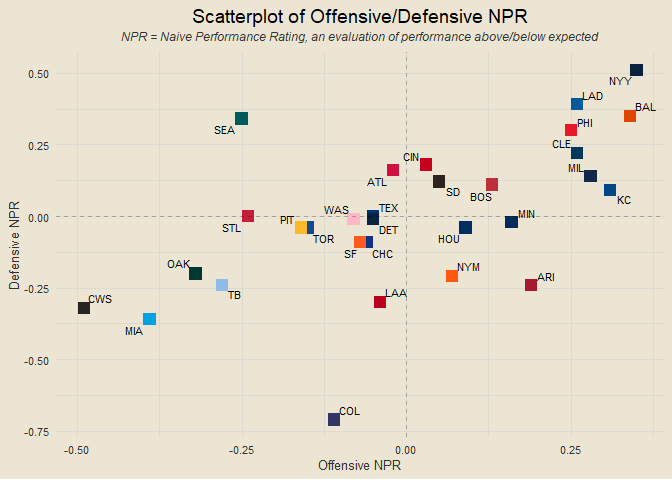 Scatterplot of Offensive/Defensive NPR
NPR = Naive Performance Rating, an evaluation of performance above/below expected
0.50
NYY
LAD
BAL
SEA
PHI
0.25
CLE
CIN
MIL
ATL
SD
BOS
KC
WAS
TEX
MIN
0.00
PIT
STL
TOR
DET
HOU
SF
CHC
OAK
NYM
ARI
-0.25
TB
LAA
CWS
MIA
-0.50
COL
-0.75
Defensive NPR
-0.50
-0.25
0.00
0.25
Offensive NPR